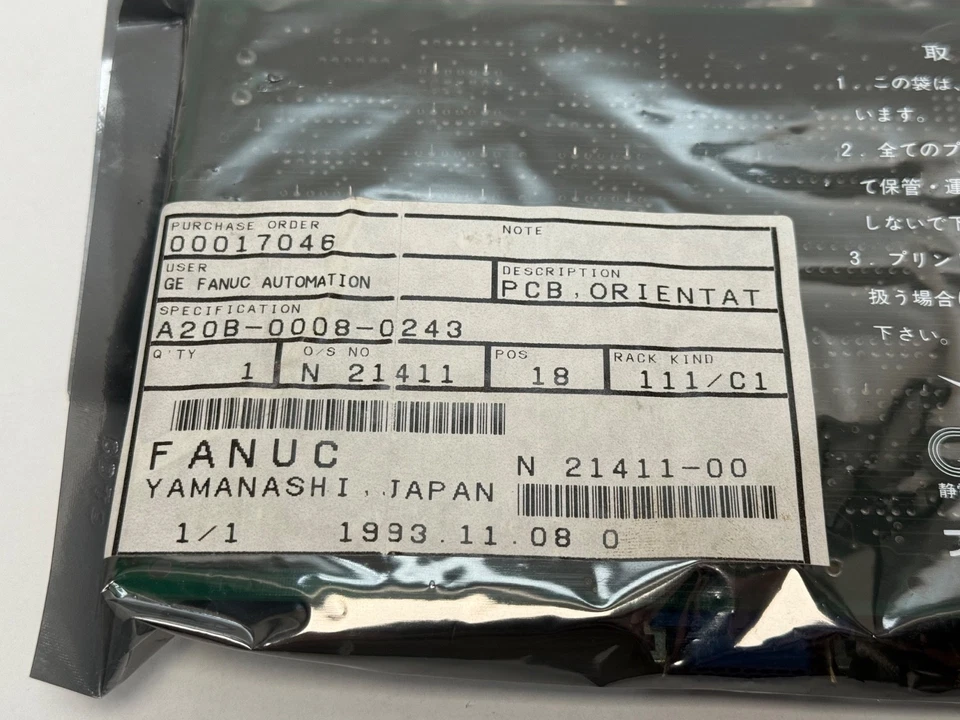 PURCHASE ORDER
00017046
NOTE
USER
GE FANUC AUTOMATION
DESCRIPTION
PCB,ORIENTAT
SPECIFICATION
A20B-0008-0243
Q'TY
1
O/S NO
N 21411
POS
18
RACK KIND
111/C1
FANUC
YAMANASHI, JAPAN
N 21411-00
1/1 1993.11.08 0
取
1. この袋は、
います。
2. 全てのプ
て保管・運
しないで下
3. プリン
扱う場合
下さい。